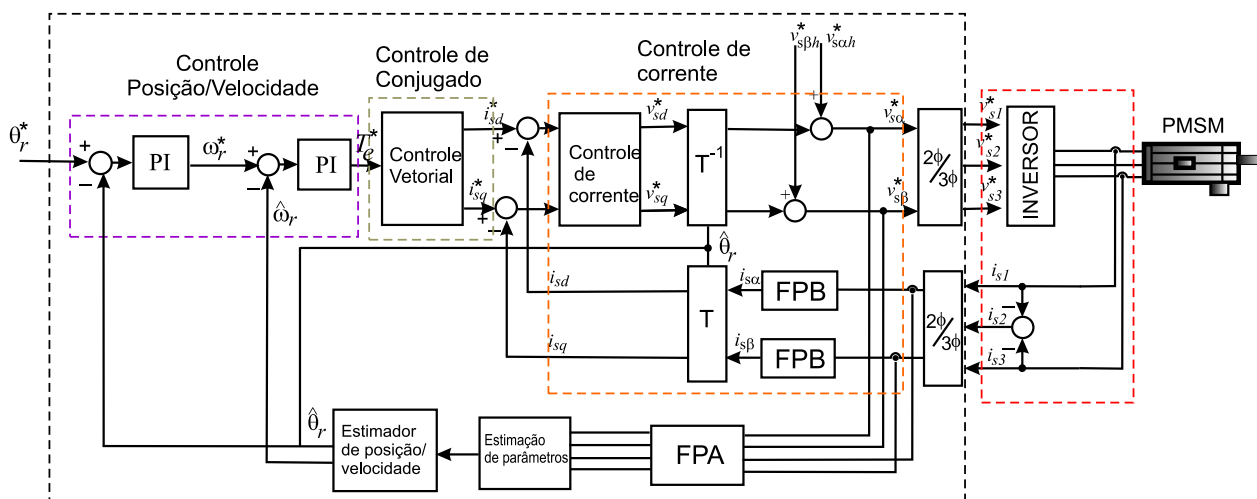 Controle
Posição/Velocidade
Controle de
Conjugado
Controle de
corrente
v*sβh
v*sαh
θ*r
+
−
PI
ω*r
+
−
PI
T*e
Controle
Vetorial
i*sd
+
−
i*sq
+
−
Controle
de
corrente
v*sd
v*sq
T-1
+
+
v*sα
v*sβ
2ϕ/3ϕ
v*s1
v*s2
v*s3
INVERSOR
PMSM
ω̂r
θ̂r
isd
isq
T
isα
FPB
isβ
FPB
2ϕ/3ϕ
is1
is2
is3
−
−
θ̂r
Estimador
de posição/
velocidade
Estimação
de parâmetros
FPA